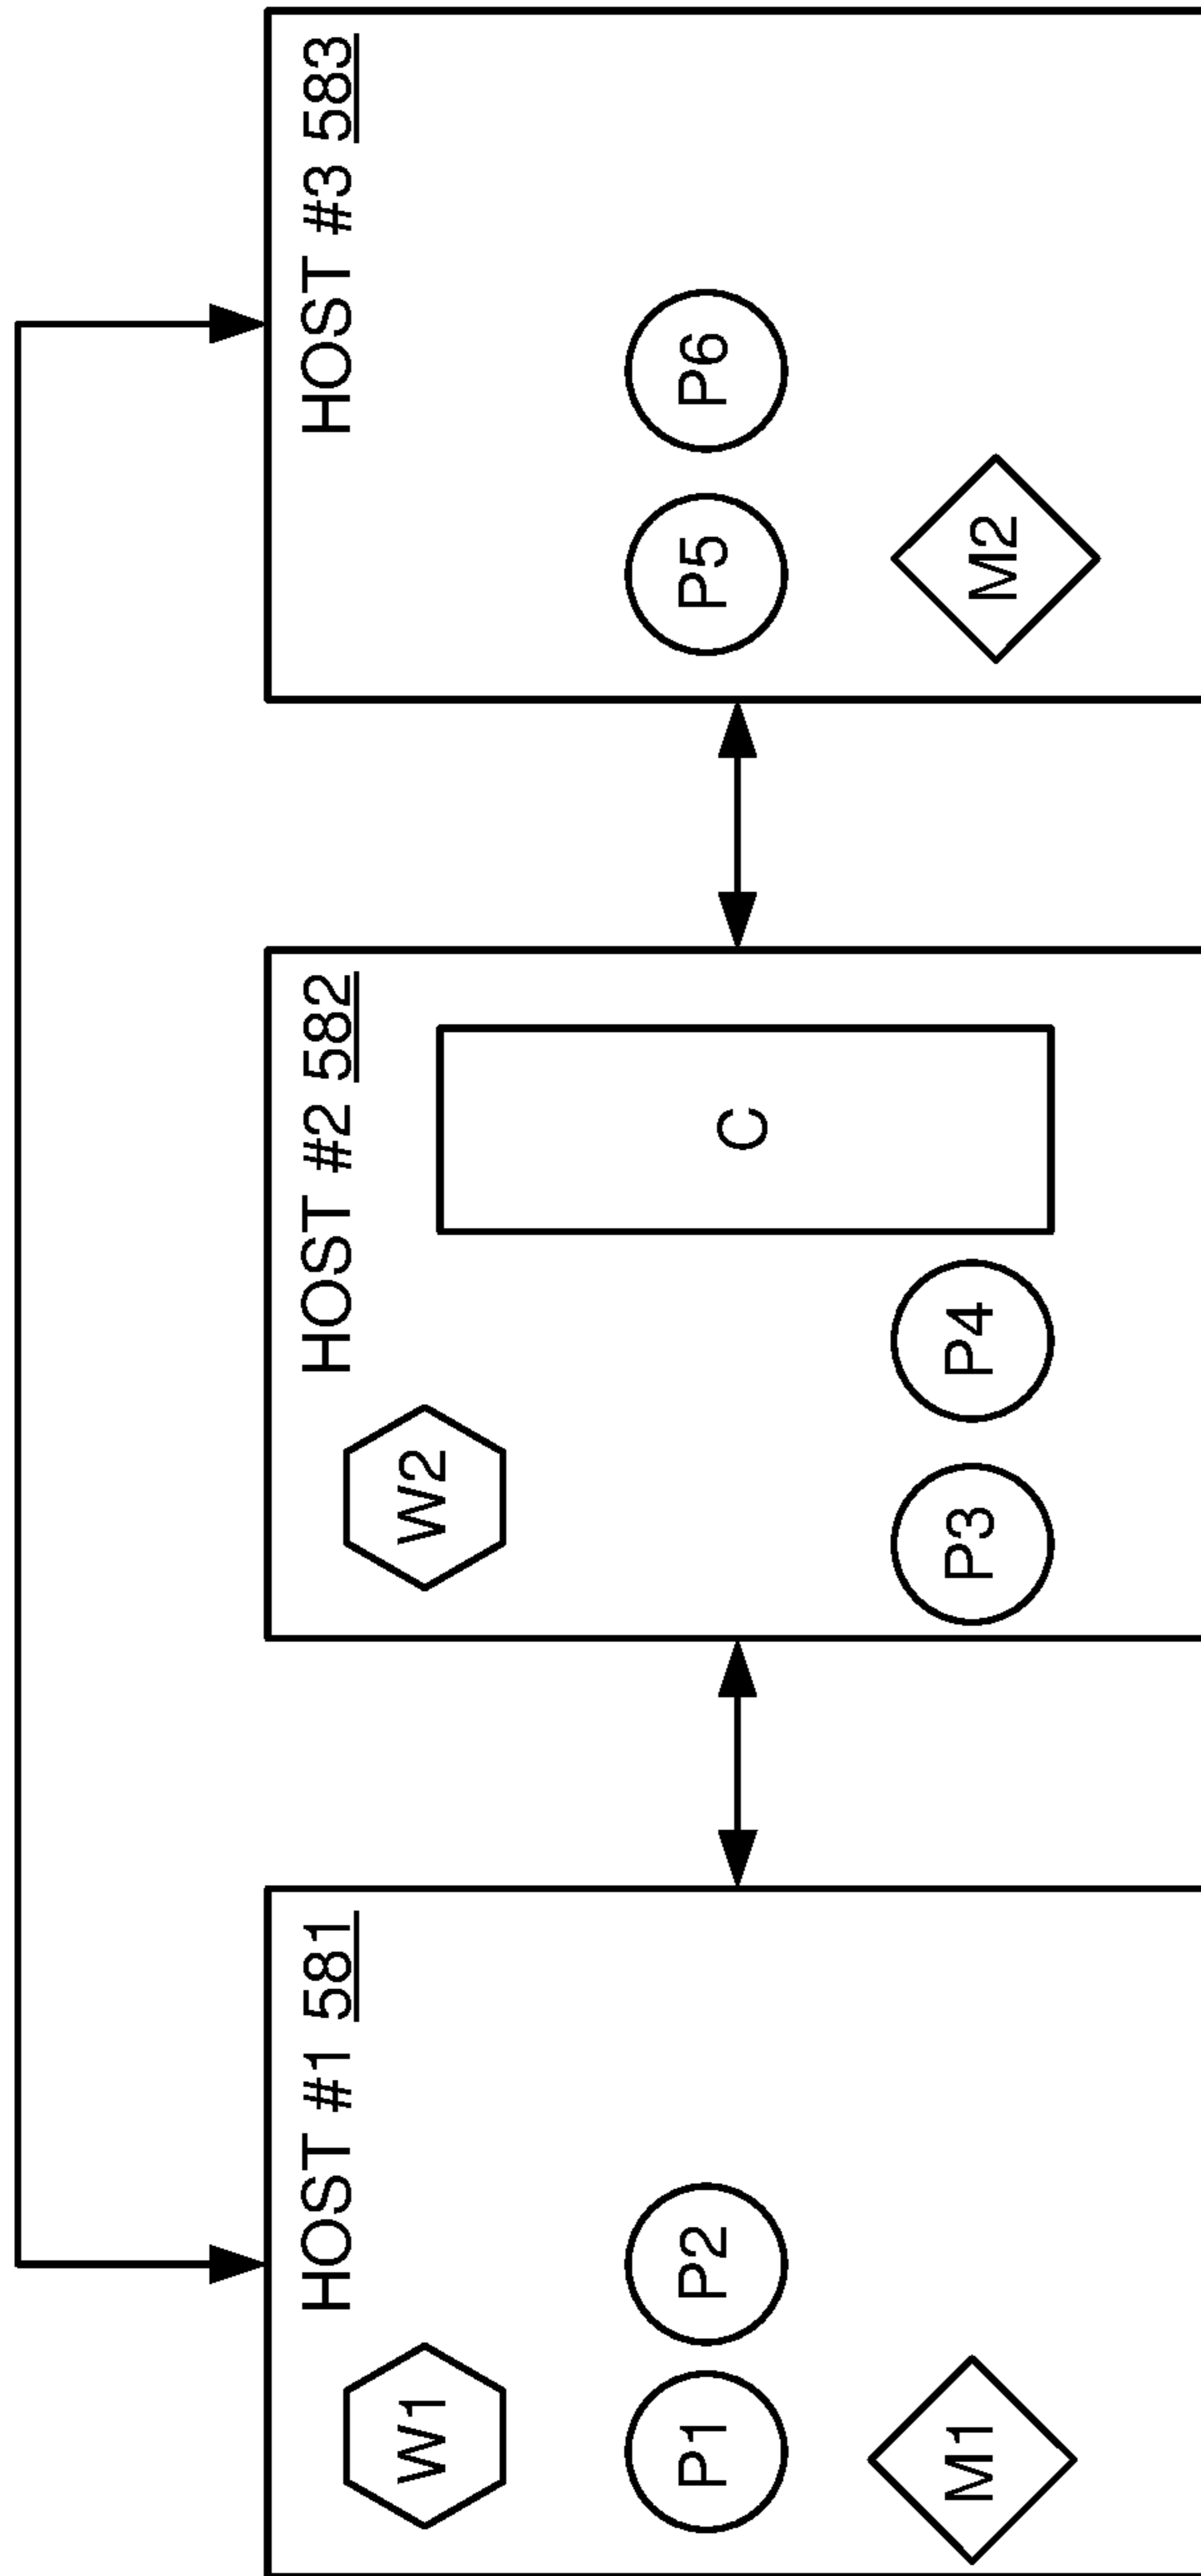 HOST #1 581
W1
P1 P2
M1
HOST #2 582
W2
C
P3 P4
HOST #3 583
P5 P6
M2